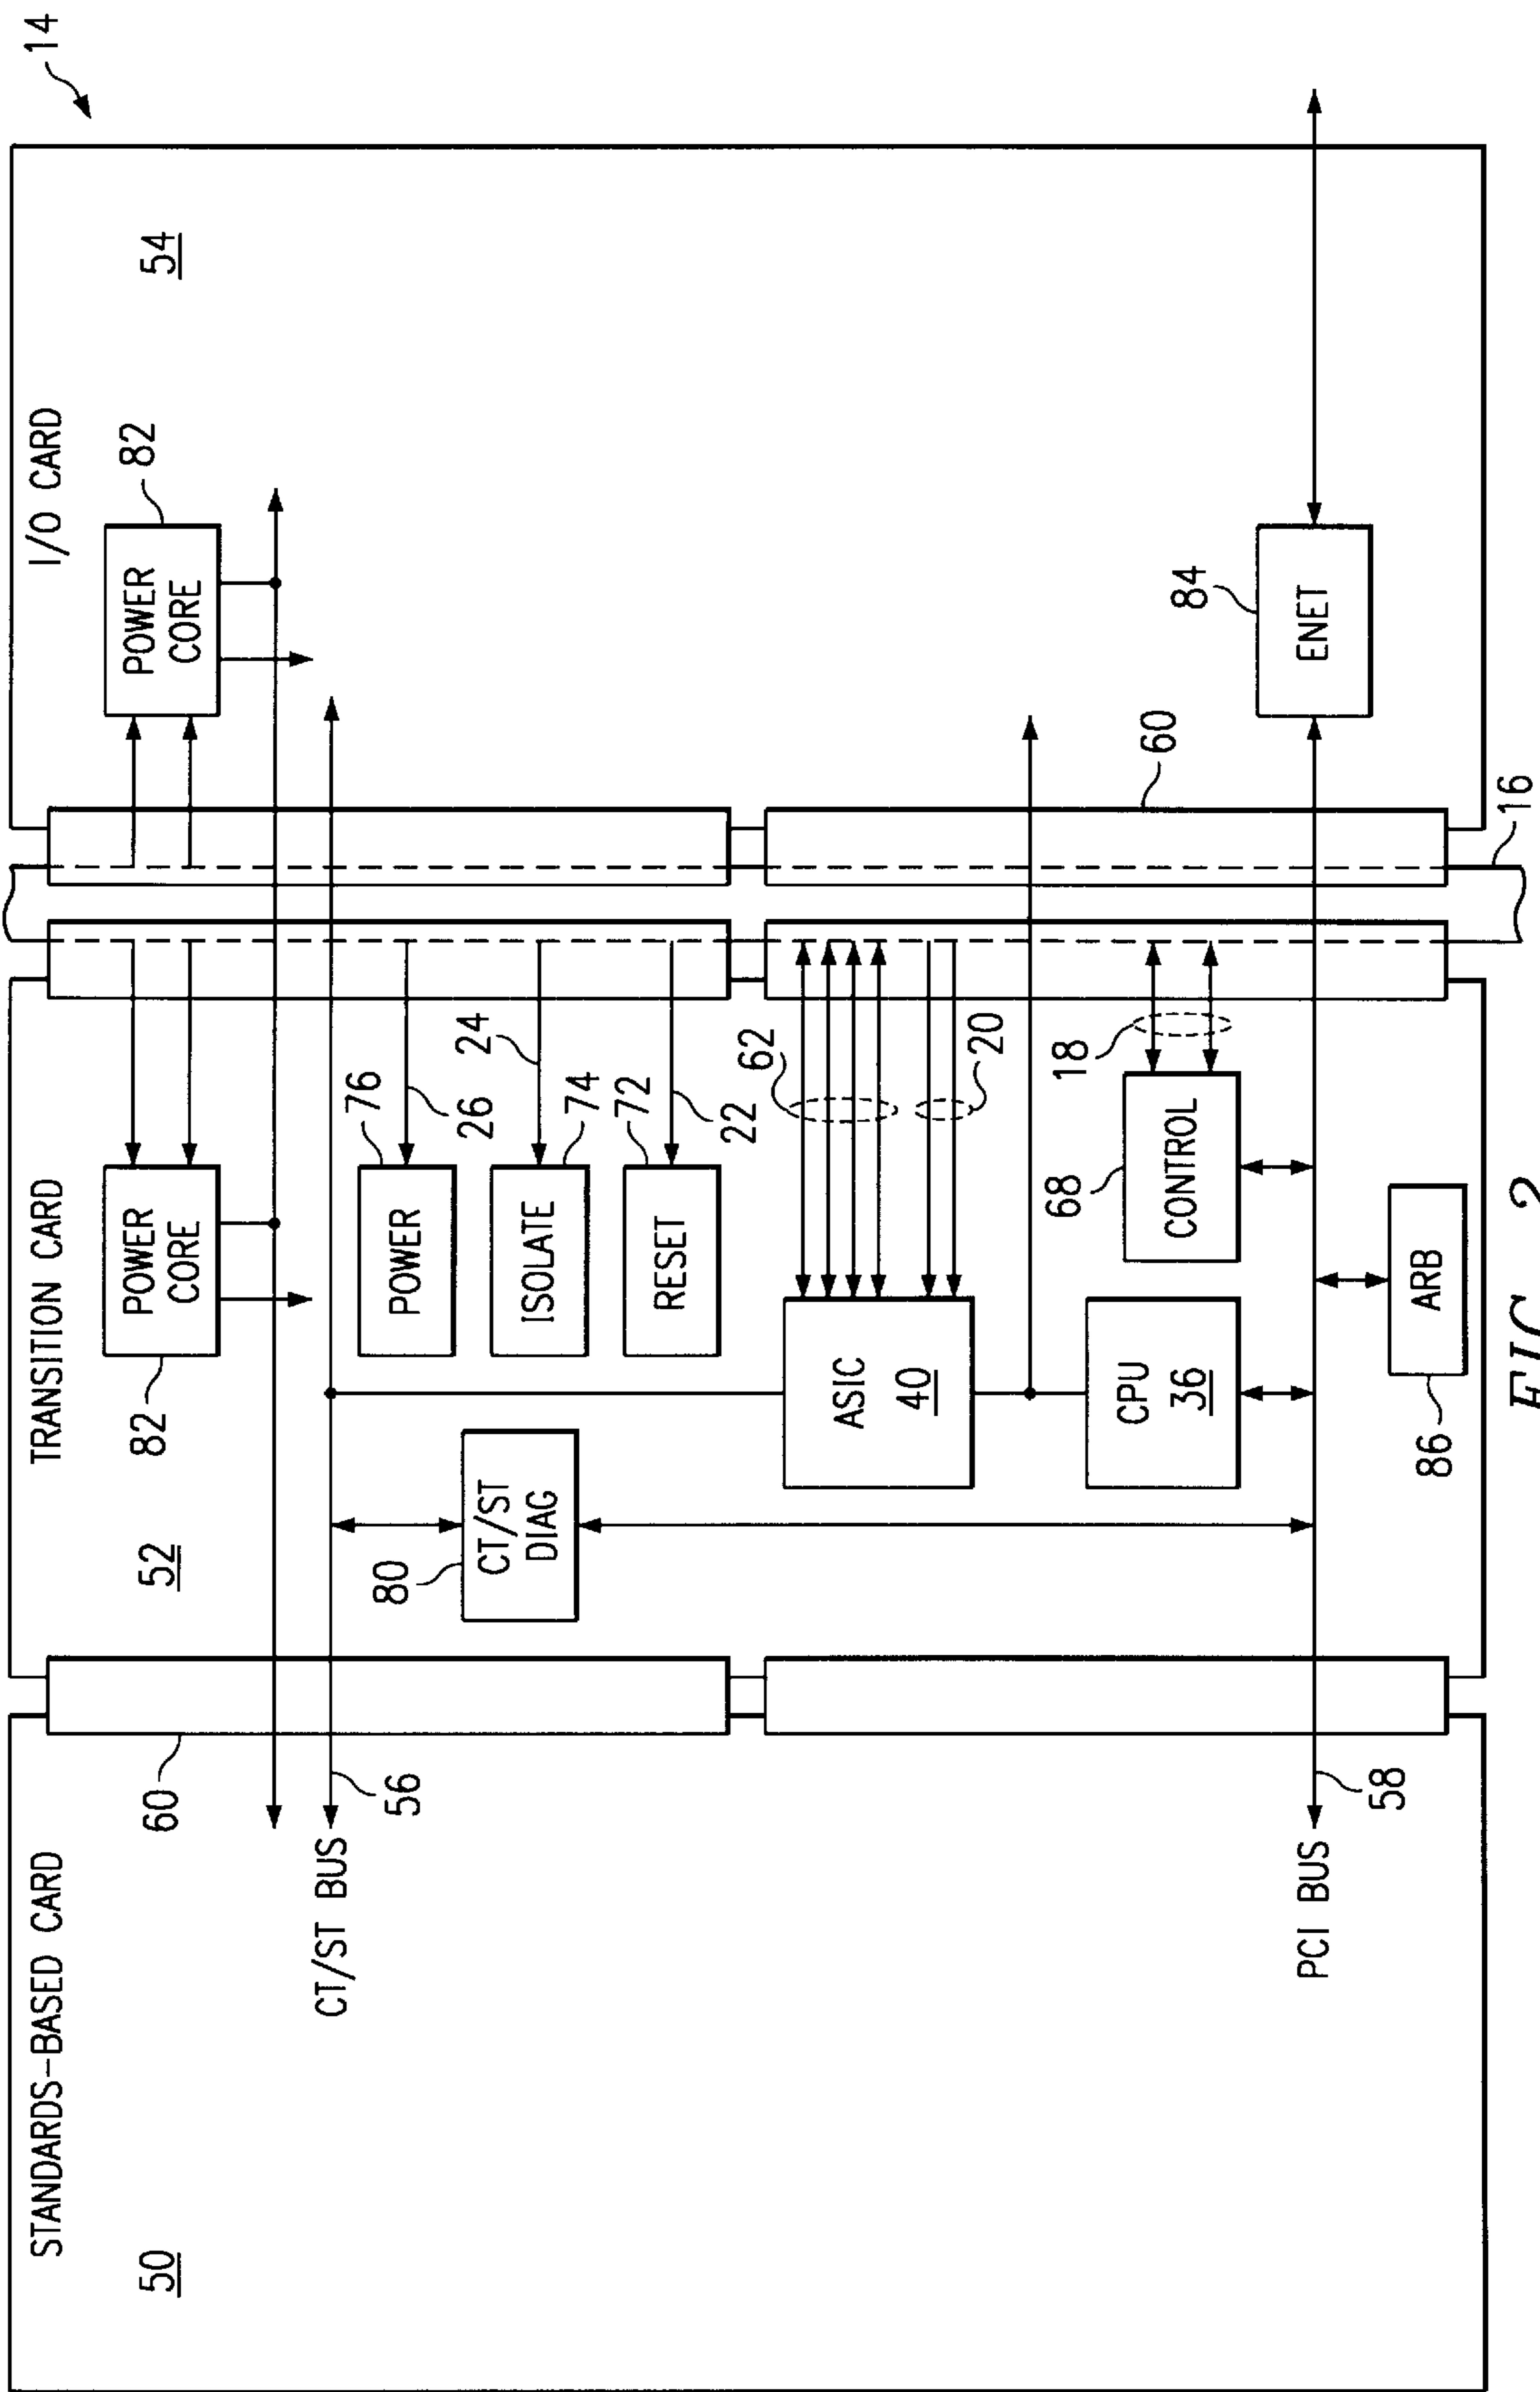 14
STANDARDS-BASED CARD
50
CT/ST BUS
56
PCI BUS
58
60
TRANSITION CARD
52
82
POWER
CORE
76
POWER
26
ISOLATE
24
74
72
RESET
22
80
CT/ST
DIAG
ASIC
40
62
20
CPU
36
68
CONTROL
18
ARB
86
I/O CARD
54
82
POWER
CORE
84
ENET
60
16
FIG. 2